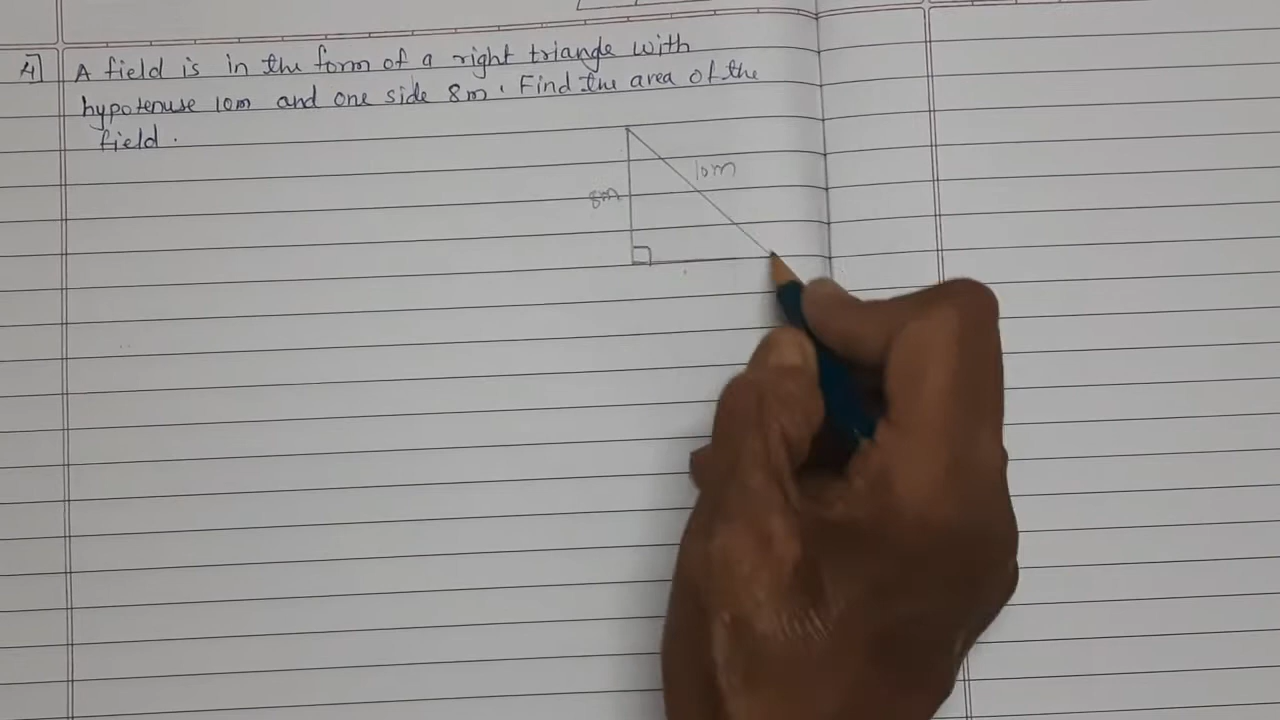 4] A field is in the form of a right triangle with
hypotenuse 10m and one side 8m. Find the area of the
field.
10m
8m